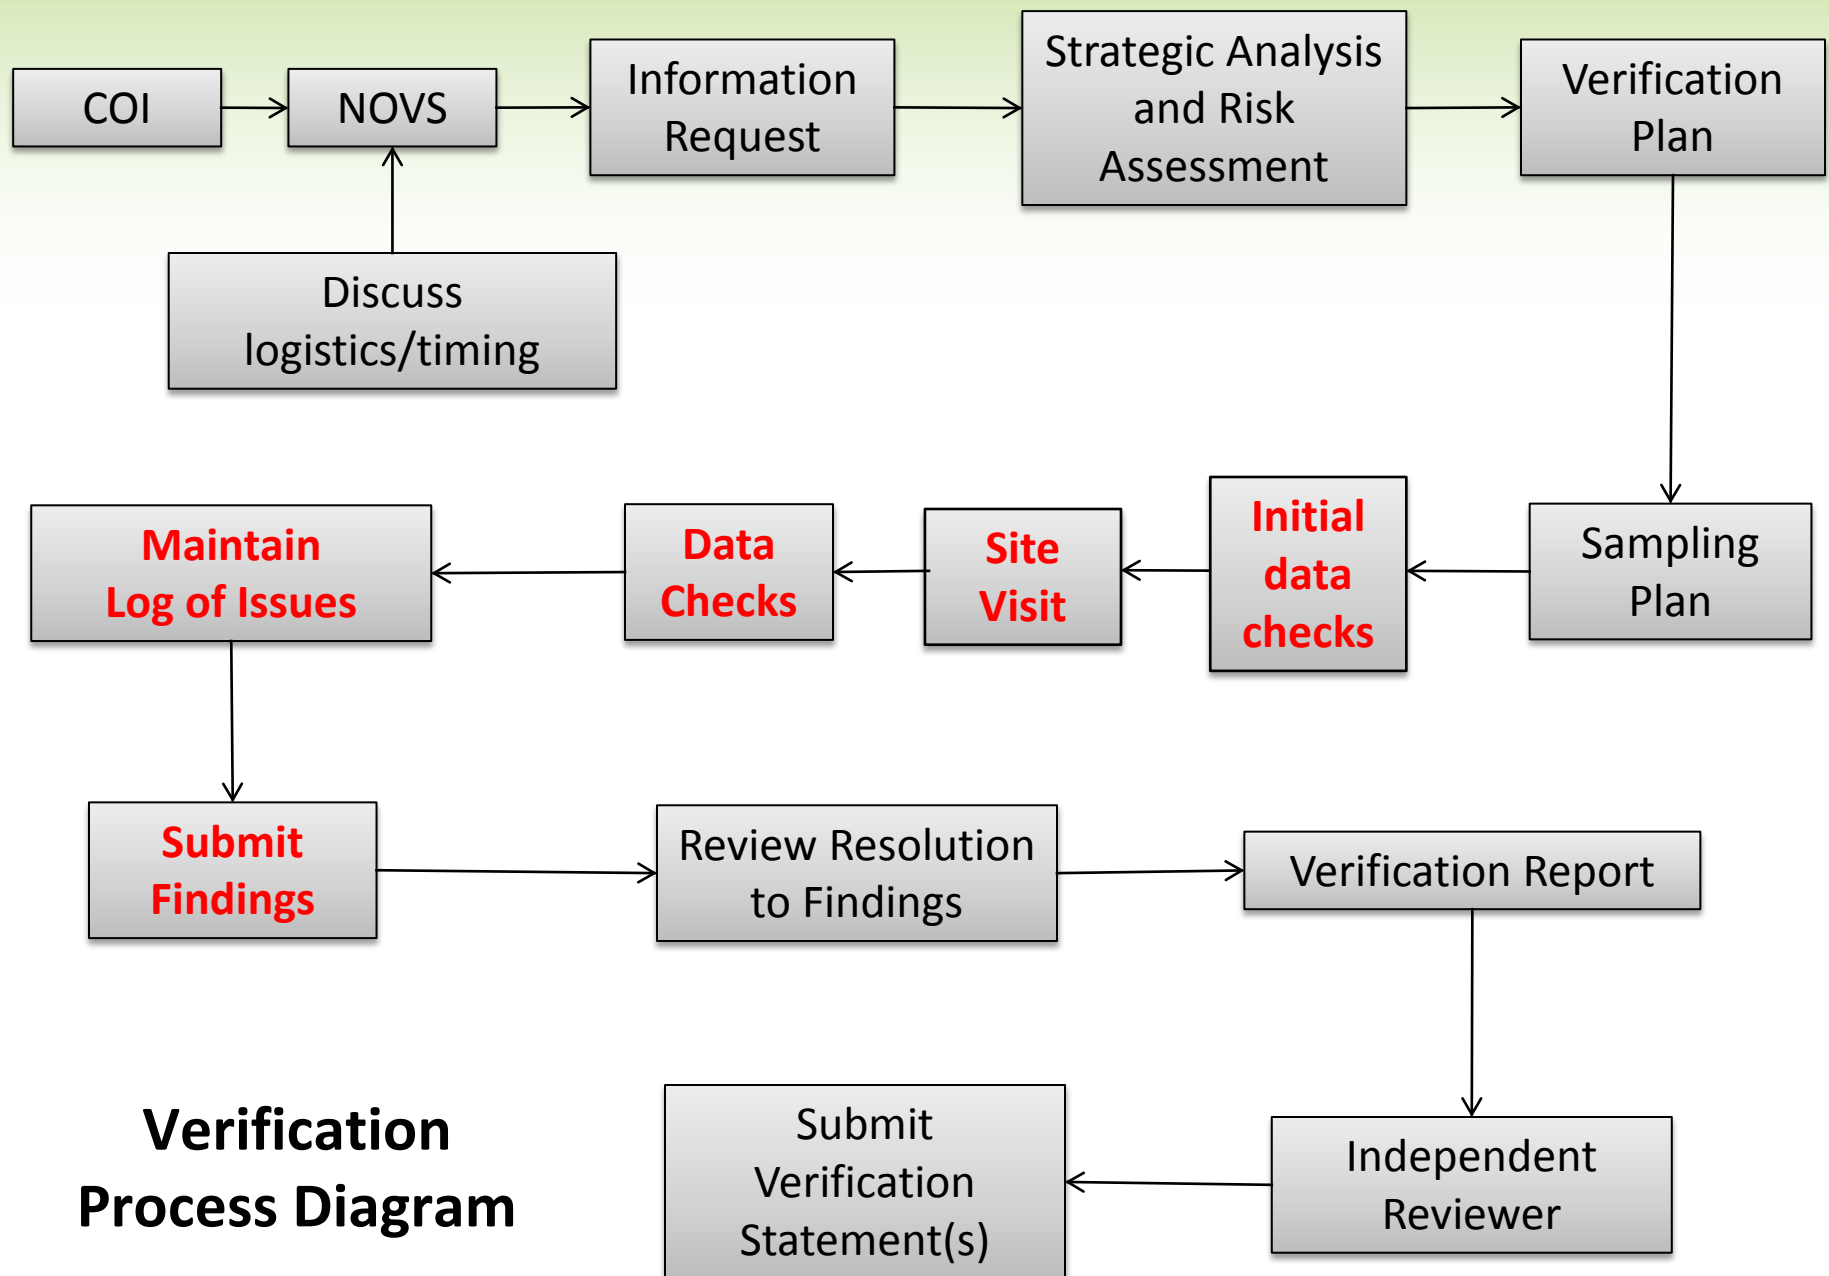 COI
NOVS
Information
Request
Strategic Analysis
and Risk
Assessment
Verification
Plan
Discuss
logistics/timing
Maintain
Log of Issues
Data
Checks
Site
Visit
Initial
data
checks
Sampling
Plan
Submit
Findings
Review Resolution
to Findings
Verification Report
Verification
Process Diagram
Submit
Verification
Statement(s)
Independent
Reviewer